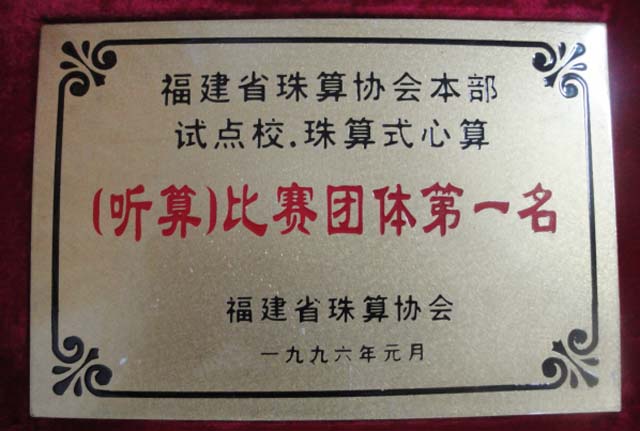 福建省珠算协会本部
试点校.珠算式心算
(听算)比赛团体第一名
福建省珠算协会
一九九六年元月